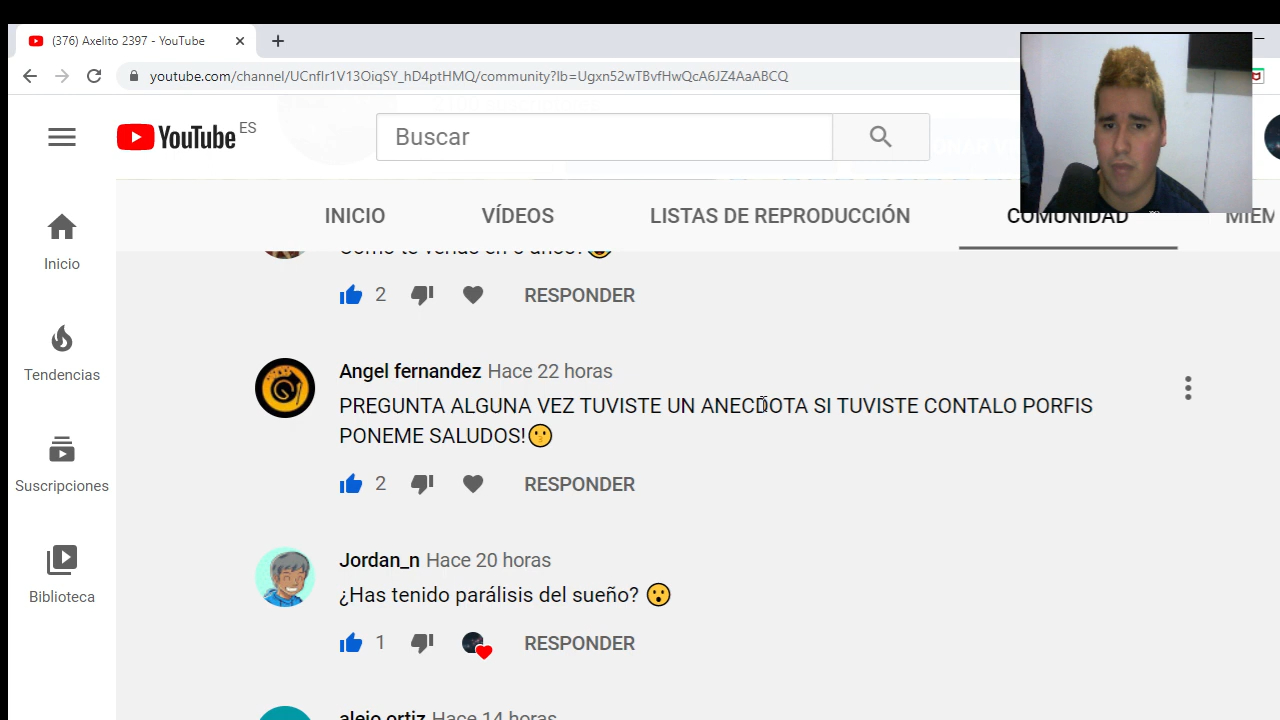 (376) Axelito 2397 - YouTube
youtube.com/channel/UCnflr1V13OiqSY_hD4ptHMQ/community?lb=Ugxn52wTBvfHwQcA6JZ4AaABCQ
YouTube ES
Buscar
INICIO VÍDEOS LISTAS DE REPRODUCCIÓN COMUNIDAD MIEM
Inicio
Tendencias
Suscripciones
Biblioteca
2 RESPONDER
Angel fernandez Hace 22 horas
PREGUNTA ALGUNA VEZ TUVISTE UN ANECDOTA SI TUVISTE CONTALO PORFIS
PONEME SALUDOS!😗
2 RESPONDER
Jordan_n Hace 20 horas
¿Has tenido parálisis del sueño? 😯
1 RESPONDER
alejo ortiz Hace 14 horas